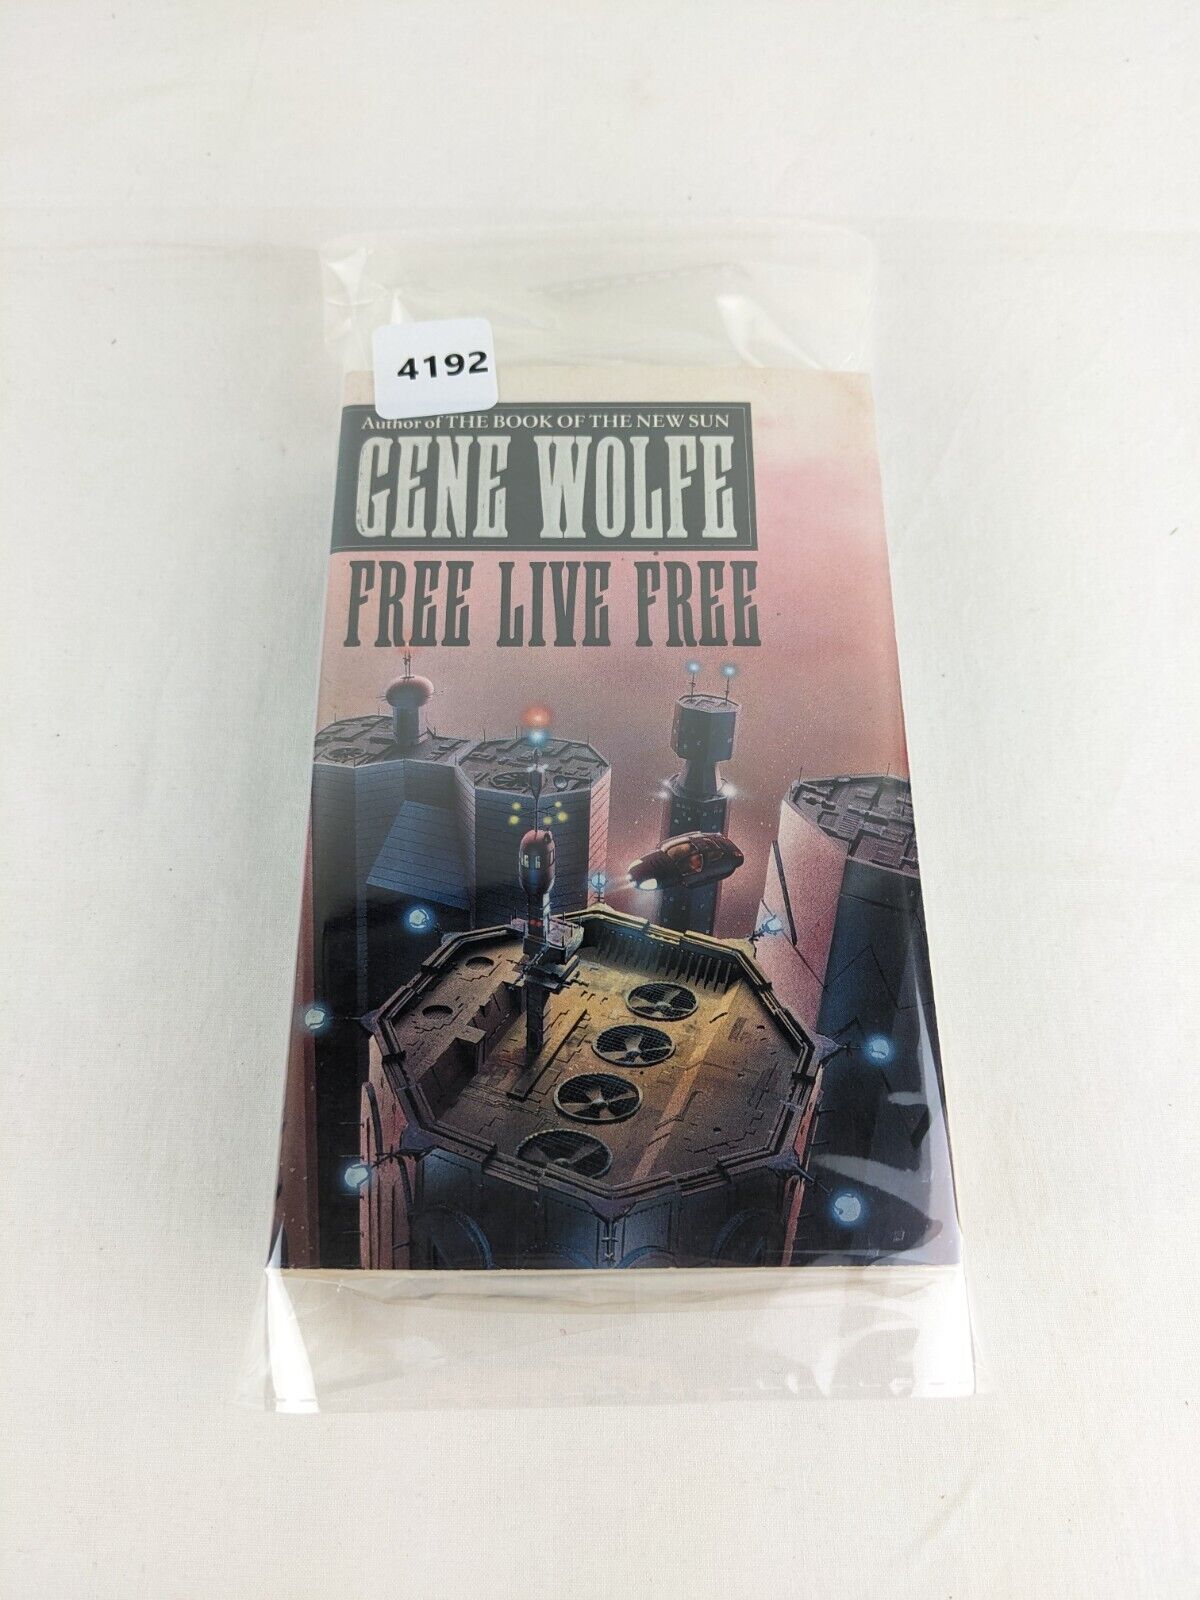 4192
Author of THE BOOK OF THE NEW SUN
GENE WOLFE
FREE LIVE FREE